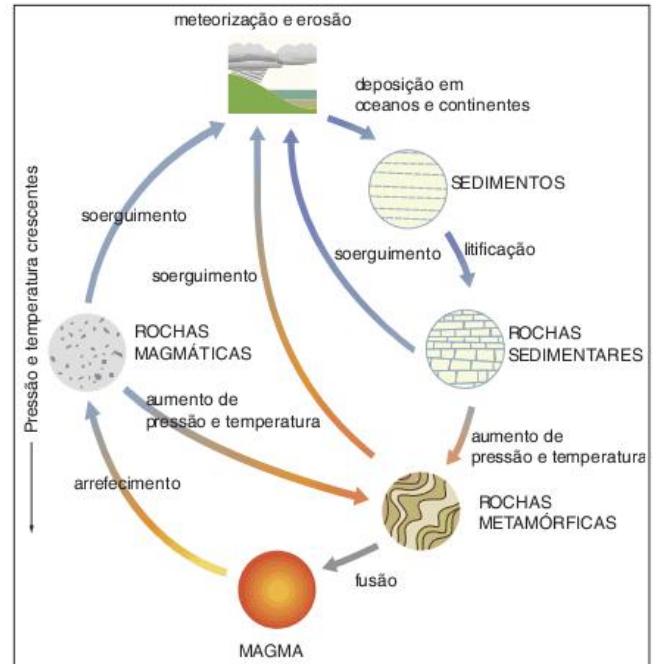 meteorização e erosão
deposição em
oceanos e continentes
SEDIMENTOS
soerguimento
soerguimento
litificação
soerguimento
Pressão e temperatura crescentes
ROCHAS
MAGMÁTICAS
ROCHAS
SEDIMENTARES
aumento de
pressão e temperatura
aumento de
pressão e temperatura
arrefecimento
ROCHAS
METAMÓRFICAS
fusão
MAGMA